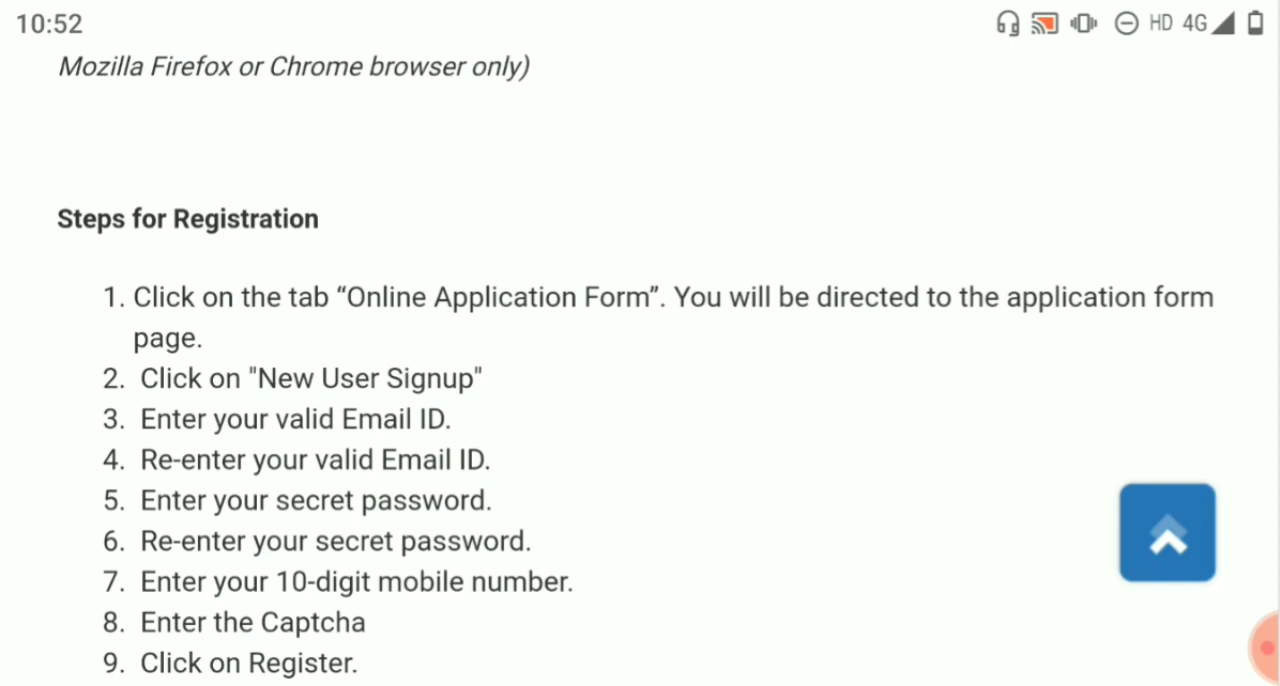 10:52 HD 4G
Mozilla Firefox or Chrome browser only)
Steps for Registration
1. Click on the tab “Online Application Form”. You will be directed to the application form
page.
2. Click on "New User Signup"
3. Enter your valid Email ID.
4. Re-enter your valid Email ID.
5. Enter your secret password.
6. Re-enter your secret password.
7. Enter your 10-digit mobile number.
8. Enter the Captcha
9. Click on Register.